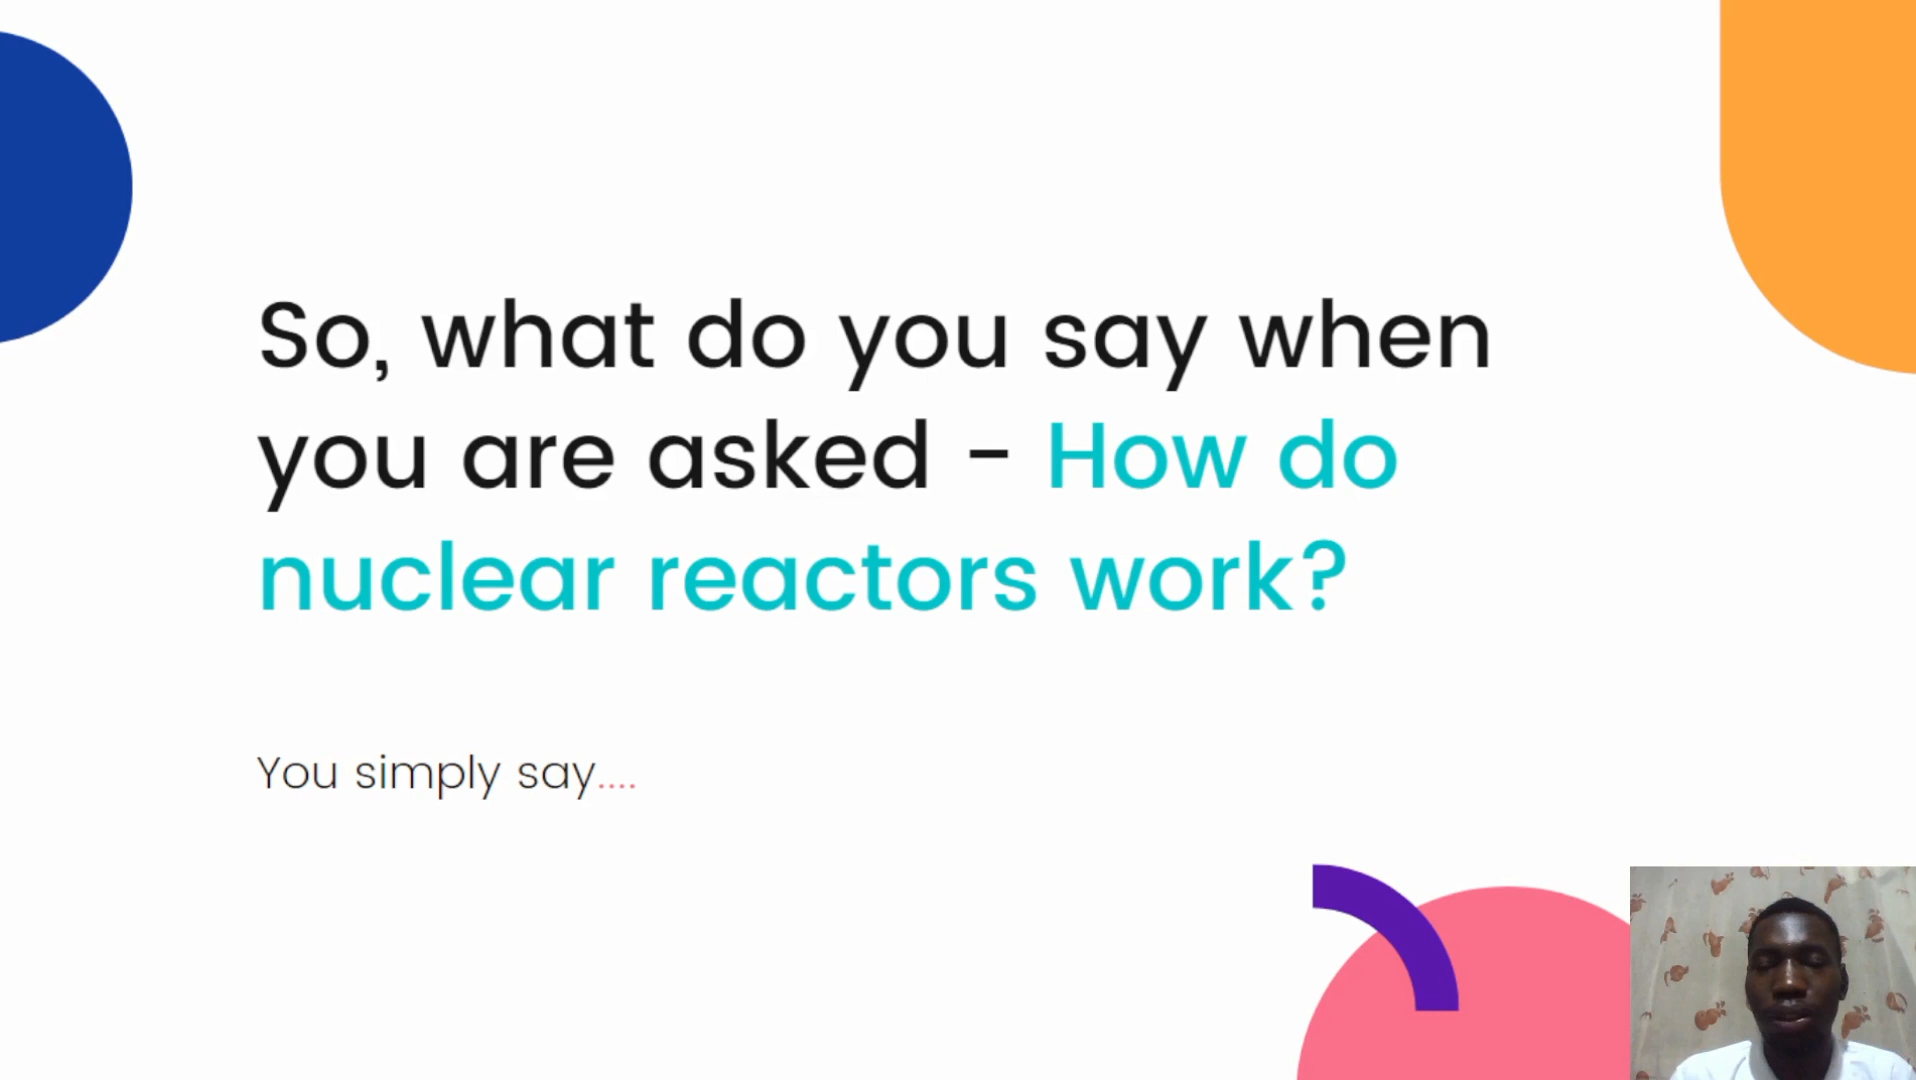 So, what do you say when
you are asked - How do
nuclear reactors work?
You simply say....